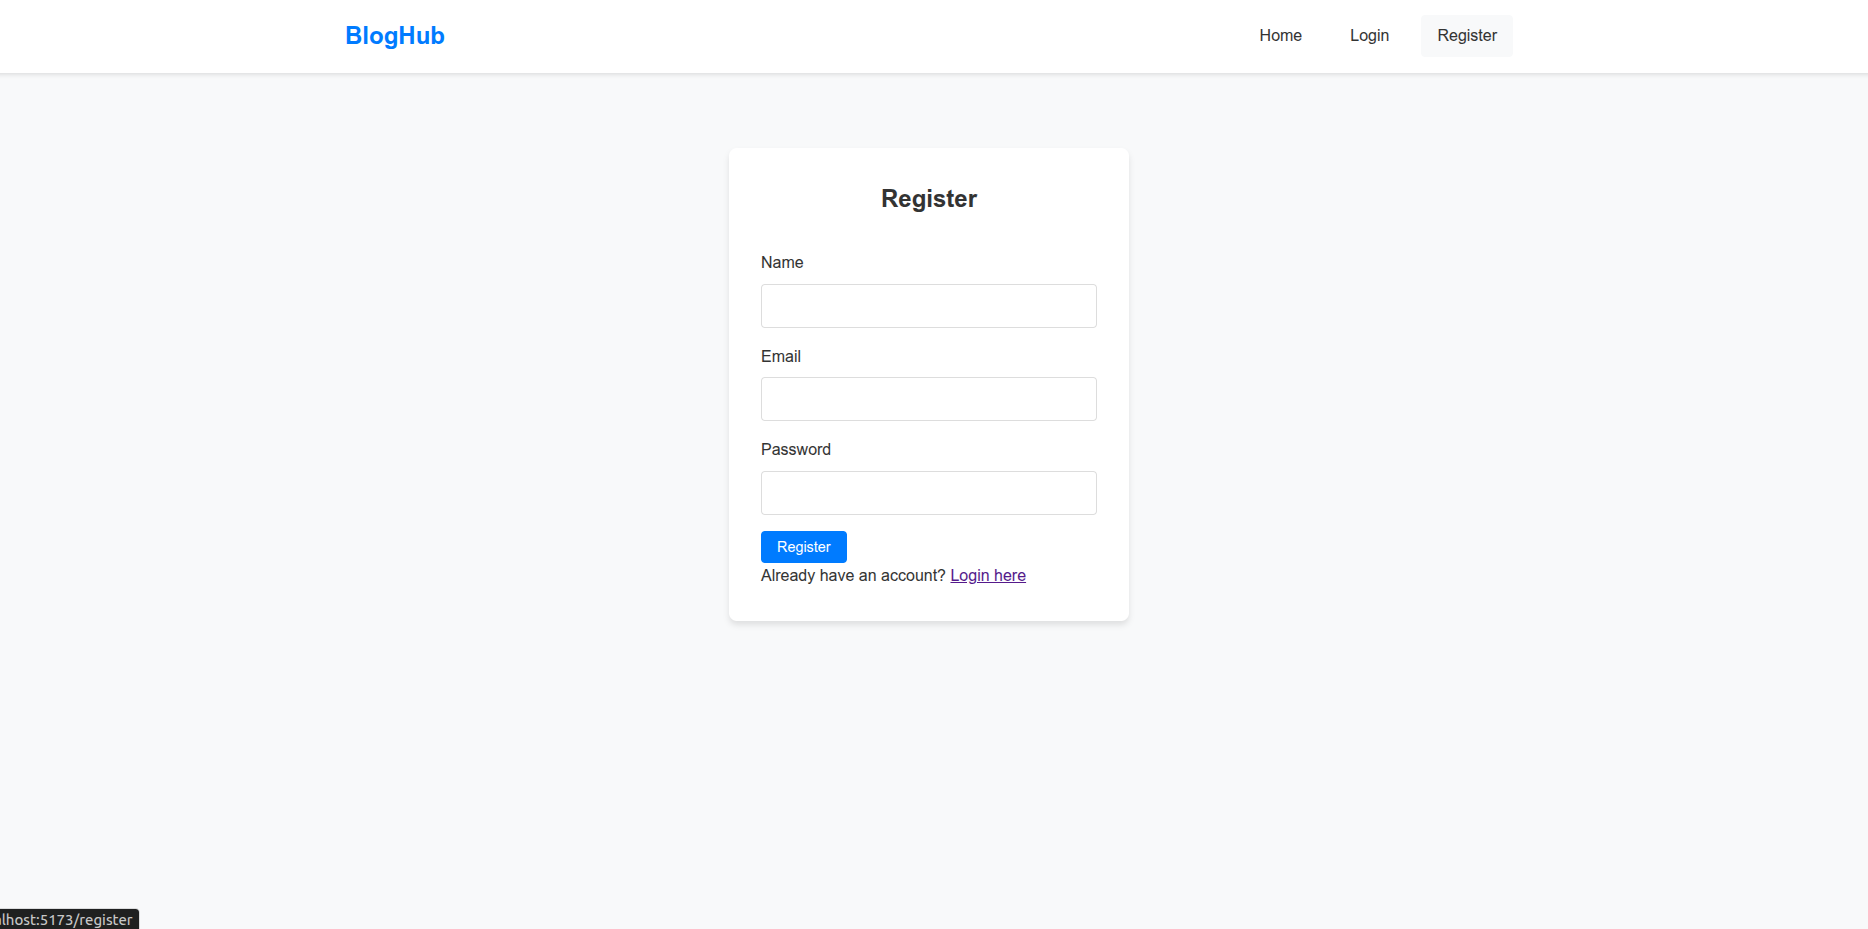 BlogHub
Home Login Register
Register
Name
Email
Password
Register
Already have an account? Login here
lhost:5173/register